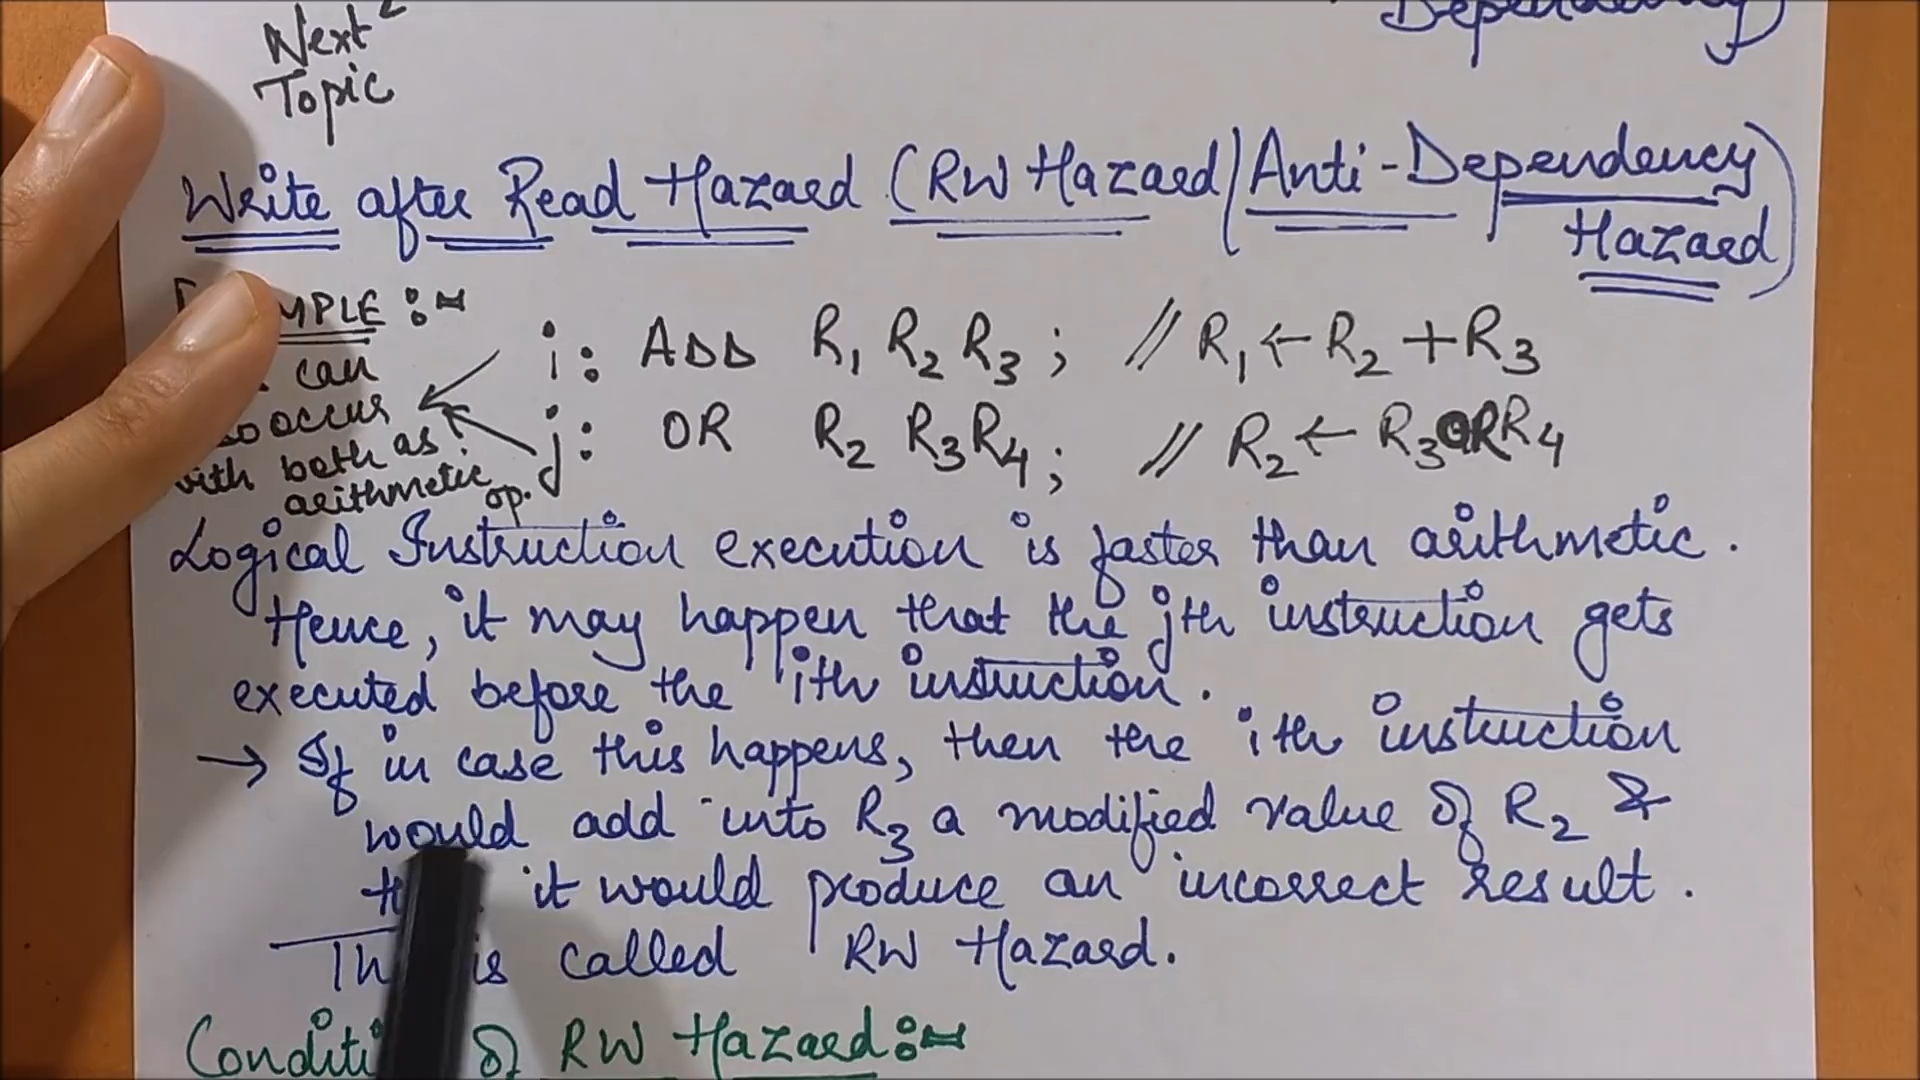 Next
Topic
Dependency)
Write after Read Hazard (RW Hazard/Anti-Dependency
Hazard)
MPLE :-
can
occur
with both as
arithmetic op.
i: ADD R1 R2 R3 ; // R1 ← R2 + R3
j: OR R2 R3 R4 ; // R2 ← R3 OR R4
Logical Instruction execution is faster than arithmetic.
Hence, it may happen that the jth instruction gets
executed before the ith instruction.
→ If in case this happens, then the ith instruction
would add into R3 a modified value of R2 &
it would produce an incorrect result.
is called RW Hazard.
Conditi of RW Hazard :-